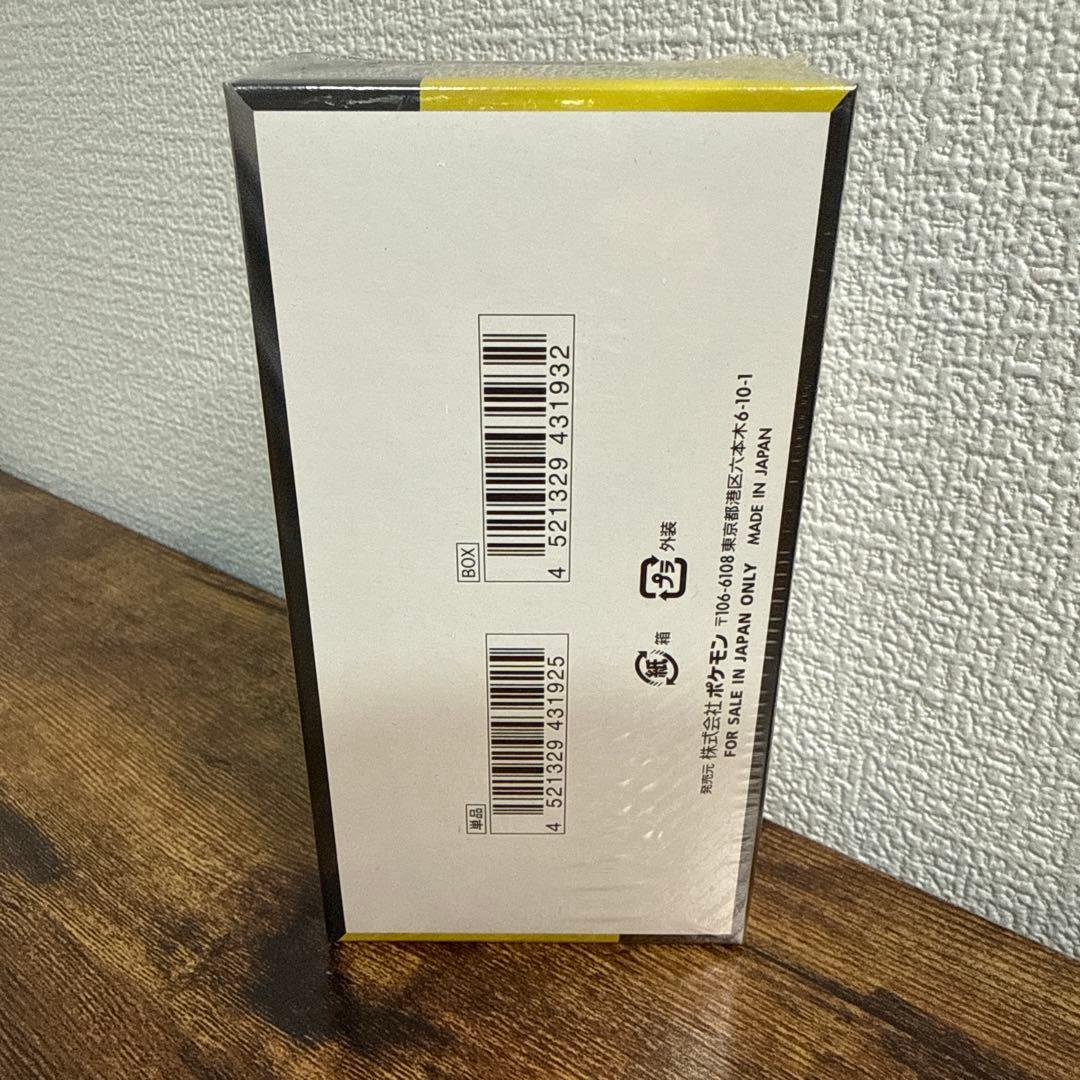 BOX
4 521329 431932
単品
4 521329 431925
紙 箱
プラ 外装
発売元 株式会社ポケモン 〒106-6108 東京都港区六本木6-10-1
FOR SALE IN JAPAN ONLY MADE IN JAPAN